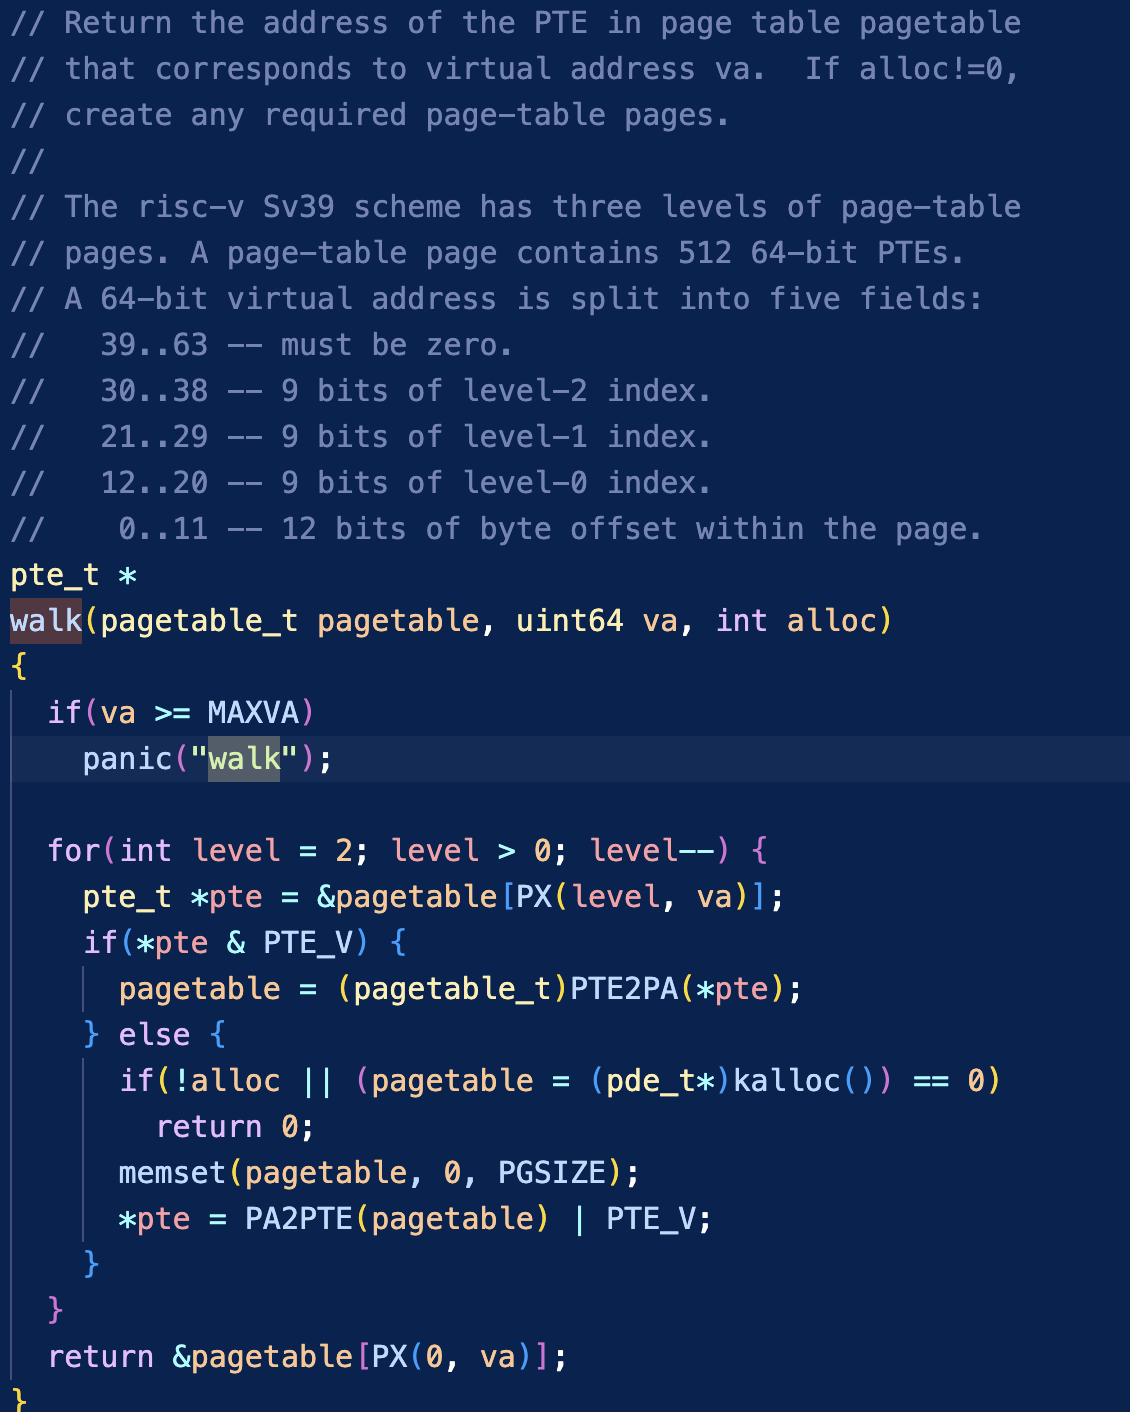 // Return the address of the PTE in page table pagetable
// that corresponds to virtual address va.  If alloc!=0,
// create any required page-table pages.
//
// The risc-v Sv39 scheme has three levels of page-table
// pages. A page-table page contains 512 64-bit PTEs.
// A 64-bit virtual address is split into five fields:
//   39..63 -- must be zero.
//   30..38 -- 9 bits of level-2 index.
//   21..29 -- 9 bits of level-1 index.
//   12..20 -- 9 bits of level-0 index.
//    0..11 -- 12 bits of byte offset within the page.
pte_t *
walk(pagetable_t pagetable, uint64 va, int alloc)
{
  if(va >= MAXVA)
    panic("walk");

  for(int level = 2; level > 0; level--) {
    pte_t *pte = &pagetable[PX(level, va)];
    if(*pte & PTE_V) {
      pagetable = (pagetable_t)PTE2PA(*pte);
    } else {
      if(!alloc || (pagetable = (pde_t*)kalloc()) == 0)
        return 0;
      memset(pagetable, 0, PGSIZE);
      *pte = PA2PTE(pagetable) | PTE_V;
    }
  }
  return &pagetable[PX(0, va)];
}